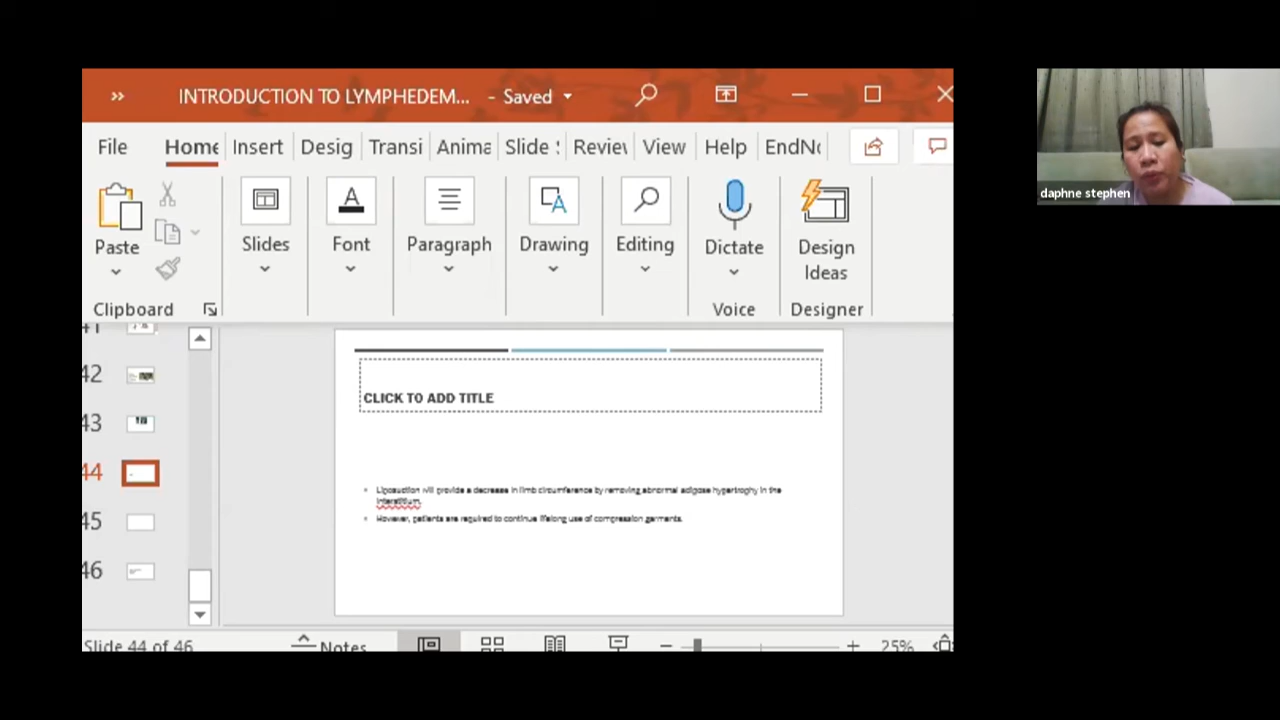 » INTRODUCTION TO LYMPHEDEM... - Saved
File Home Insert Desig Transi Anima Slide Review View Help EndNo
Paste
Slides Font Paragraph Drawing Editing Dictate Design Ideas
Clipboard Voice Designer
41
42
43
44
45
46
CLICK TO ADD TITLE
Liposuction will provide a decrease in limb circumference by removing abnormal adipose hypertrophy in the
interstitium.
However, patients are required to continue lifelong use of compression garments.
Slide 44 of 46 Notes 25%
daphne stephen